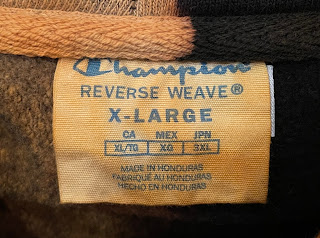 Champion
REVERSE WEAVE®
X-LARGE
CA MEX JPN
XL/TG XG 3XL
MADE IN HONDURAS
FABRIQUÉ AU HONDURAS
HECHO EN HONDURAS